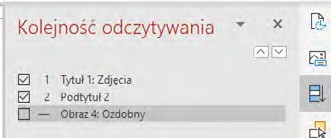 Kolejność odczytywania
1 Tytuł 1: Zdjęcia
2 Podtytuł 2
— Obraz 4: Ozdobny